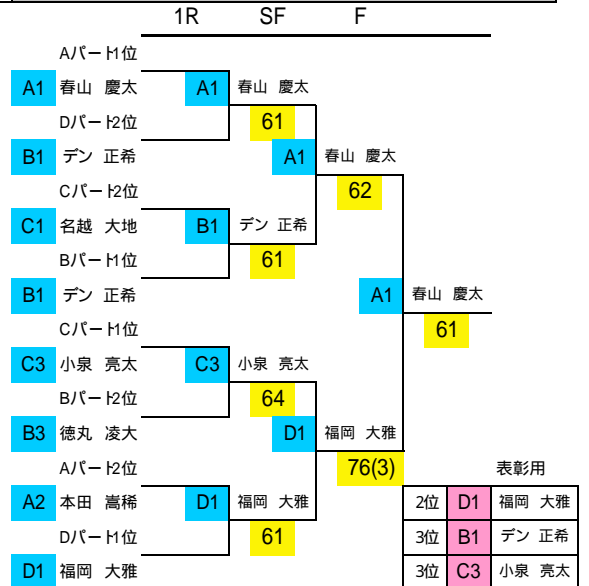 1R SF F
Aパート1位
A1 春山 慶太 A1 春山 慶太
Dパート2位 61
B1 デン 正希 A1 春山 慶太
Cパート2位 62
C1 名越 大地 B1 デン 正希
Bパート1位 61
B1 デン 正希 A1 春山 慶太
Cパート1位 61
C3 小泉 亮太 C3 小泉 亮太
Bパート2位 64
B3 徳丸 凌大 D1 福岡 大雅
Aパート2位 76(3) 表彰用
A2 本田 嵩稀 D1 福岡 大雅 2位 D1 福岡 大雅
Dパート1位 61 3位 B1 デン 正希
D1 福岡 大雅 3位 C3 小泉 亮太